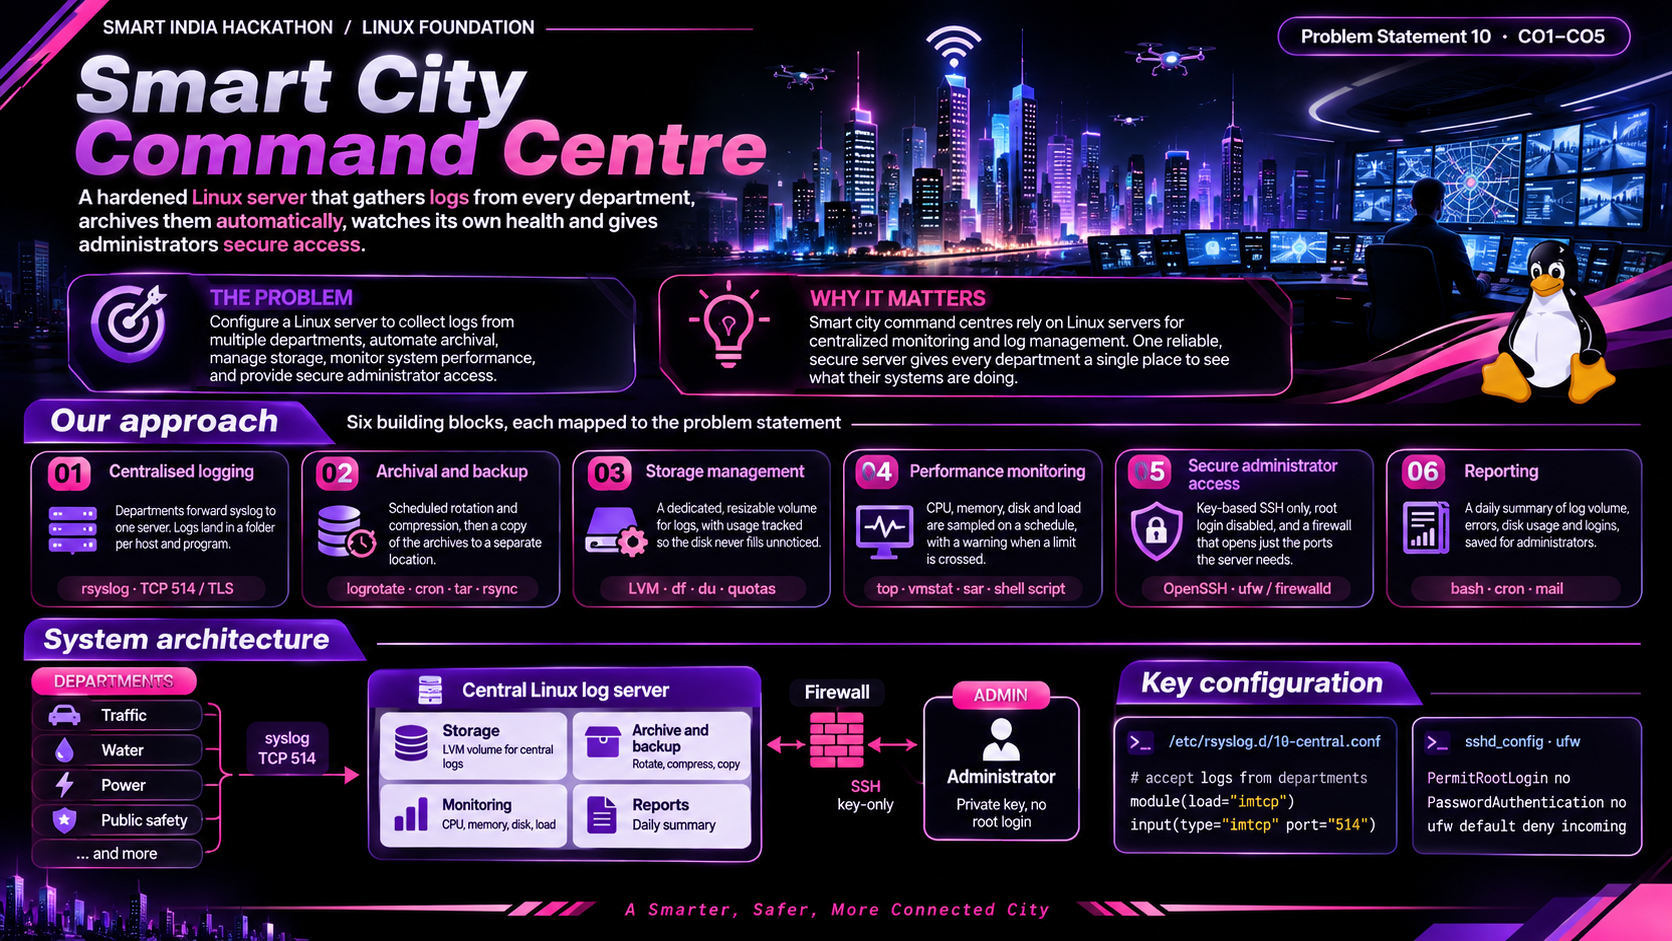 SMART INDIA HACKATHON / LINUX FOUNDATION
Problem Statement 10 · CO1–CO5
Smart City
Command Centre
A hardened Linux server that gathers logs from every department,
archives them automatically, watches its own health and gives
administrators secure access.
THE PROBLEM
Configure a Linux server to collect logs from
multiple departments, automate archival,
manage storage, monitor system performance,
and provide secure administrator access.
WHY IT MATTERS
Smart city command centres rely on Linux servers for
centralized monitoring and log management. One reliable,
secure server gives every department a single place to see
what their systems are doing.
Our approach
Six building blocks, each mapped to the problem statement
01
Centralised logging
Departments forward syslog to
one server. Logs land in a folder
per host and program.
rsyslog · TCP 514 / TLS
02
Archival and backup
Scheduled rotation and
compression, then a copy
of the archives to a separate
location.
logrotate · cron · tar · rsync
03
Storage management
A dedicated, resizable volume
for logs, with usage tracked
so the disk never fills unnoticed.
LVM · df · du · quotas
04
Performance monitoring
CPU, memory, disk and load
are sampled on a schedule,
with a warning when a limit
is crossed.
top · vmstat · sar · shell script
05
Secure administrator
access
Key-based SSH only, root
login disabled, and a firewall
that opens just the ports
the server needs.
OpenSSH · ufw / firewalld
06
Reporting
A daily summary of log volume,
errors, disk usage and logins,
saved for administrators.
bash · cron · mail
System architecture
DEPARTMENTS
Traffic
Water
Power
Public safety
... and more
syslog
TCP 514
Central Linux log server
Storage
LVM volume for central
logs
Archive and
backup
Rotate, compress, copy
Monitoring
CPU, memory, disk, load
Reports
Daily summary
Firewall
SSH
key-only
ADMIN
Administrator
Private key, no
root login
Key configuration
>_ /etc/rsyslog.d/10-central.conf
# accept logs from departments
module(load="imtcp")
input(type="imtcp" port="514")
>_ sshd_config · ufw
PermitRootLogin no
PasswordAuthentication no
ufw default deny incoming
A Smarter, Safer, More Connected City